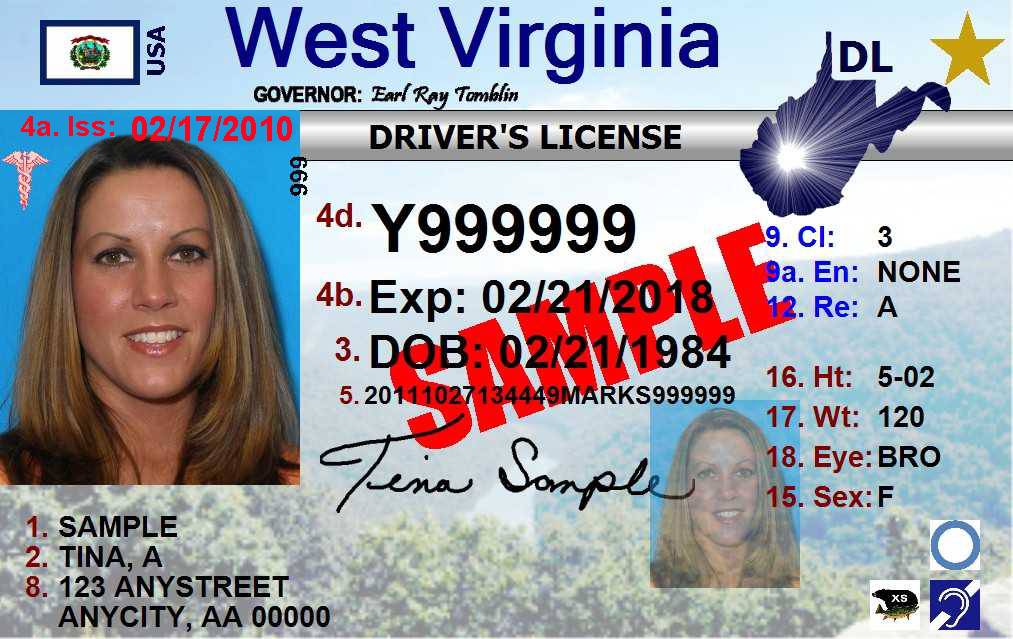 West Virginia
USA
GOVERNOR: Earl Ray Tomblin
DL
4a. Iss: 02/17/2010
DRIVER'S LICENSE
999
4d. Y999999
4b. Exp: 02/21/2018
3. DOB: 02/21/1984
5. 20111027134449MARKS999999
SAMPLE
Tina Sample
9. Cl: 3
9a. En: NONE
12. Re: A
16. Ht: 5-02
17. Wt: 120
18. Eye: BRO
15. Sex: F
1. SAMPLE
2. TINA, A
8. 123 ANYSTREET
ANYCITY, AA 00000
XS